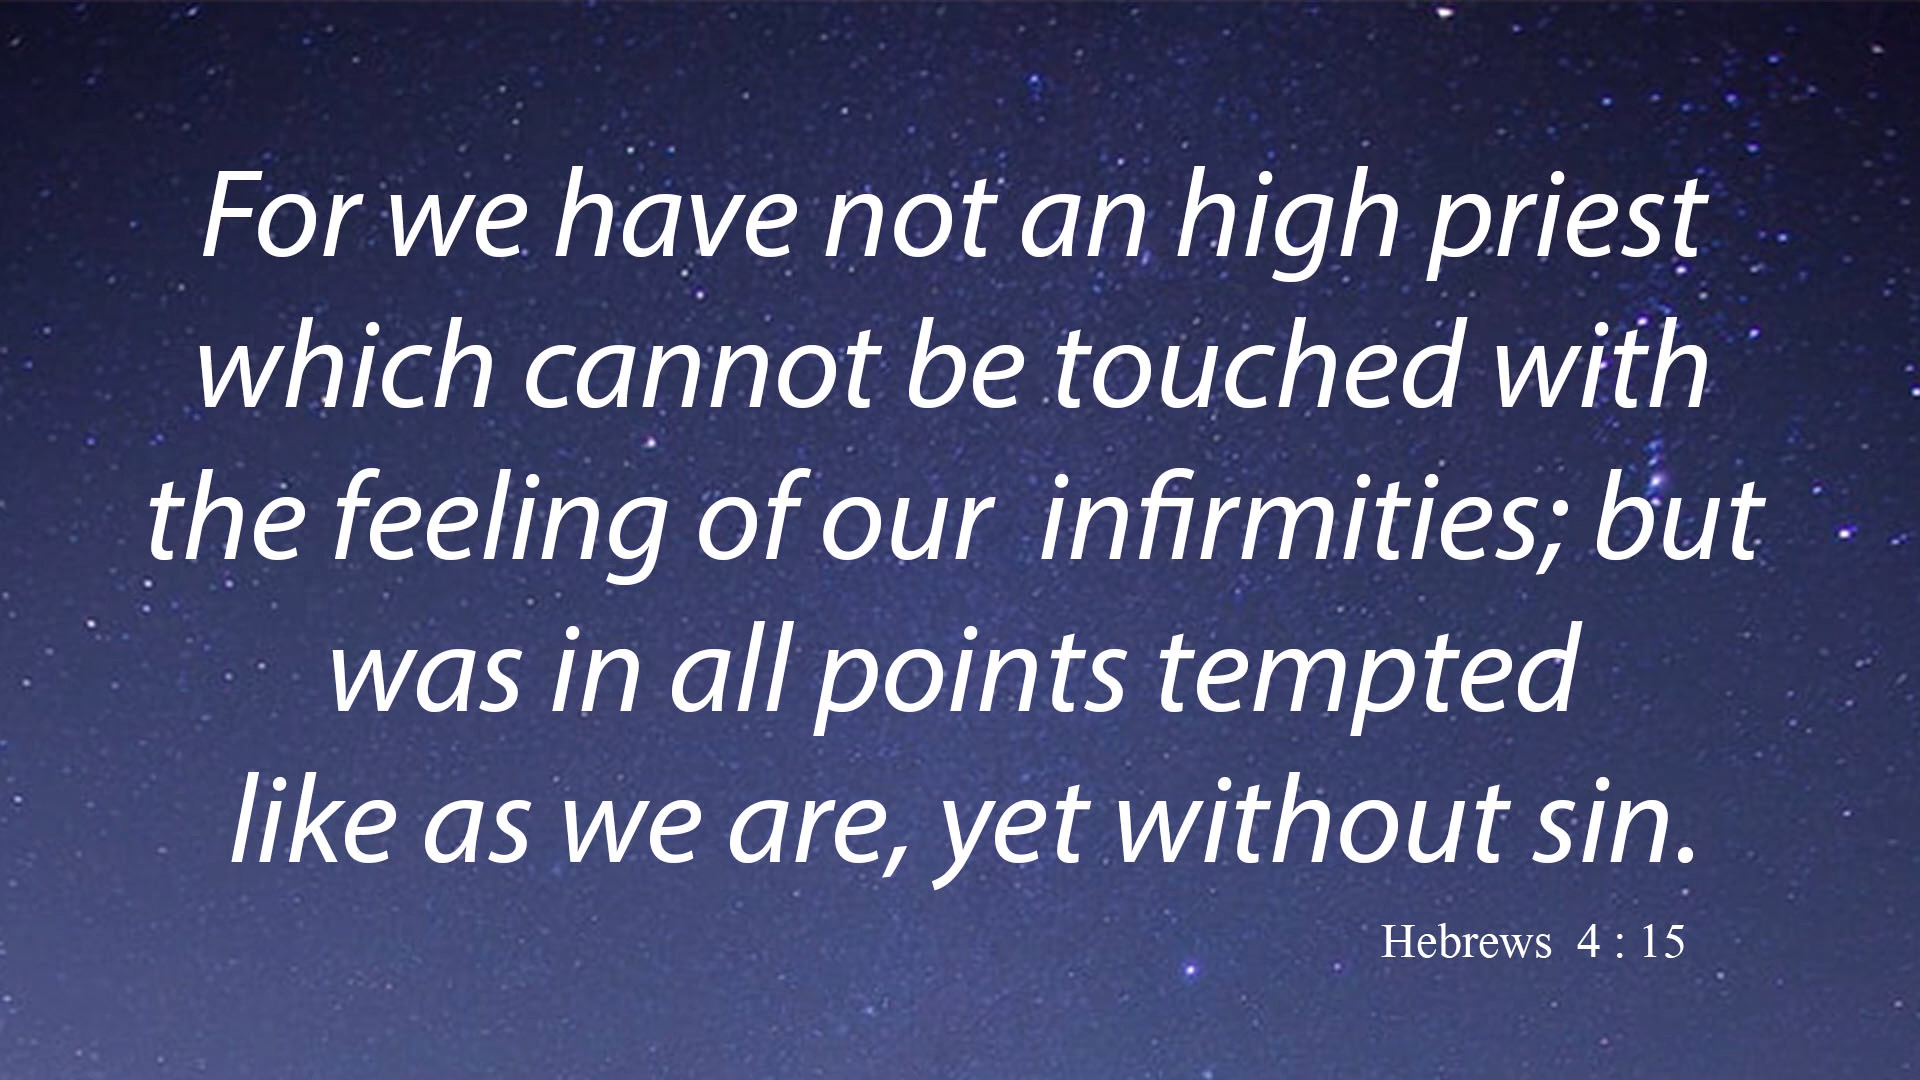 For we have not an high priest
which cannot be touched with
the feeling of our  infirmities; but
was in all points tempted
like as we are, yet without sin.
Hebrews  4 : 15